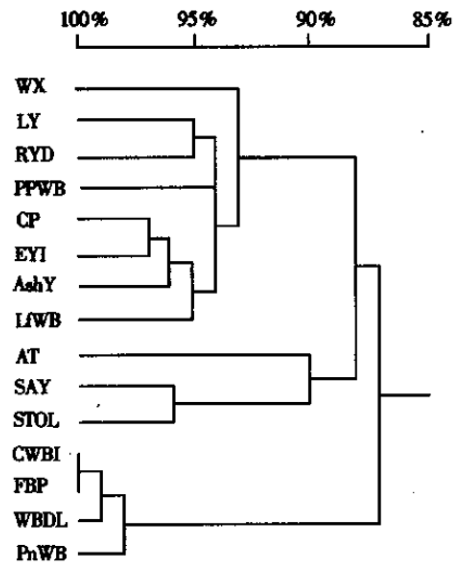 100% 95% 90% 85%
WX
LY
RYD
PPWB
CP
EYI
AshY
LfWB
AT
SAY
STOL
CWBI
FBP
WBDL
PnWB